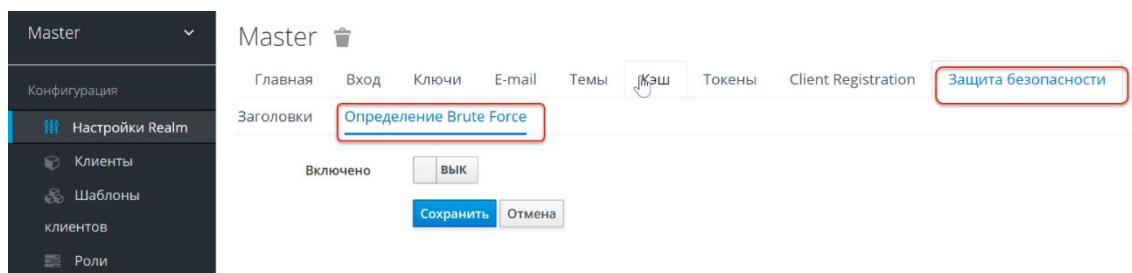 Master
Master
Главная Вход Ключи E-mail Темы Кэш Токены Client Registration Защита безопасности
Конфигурация
Заголовки Определение Brute Force
Настройки Realm
Клиенты
Включено ВЫК
Шаблоны
клиентов
Сохранить Отмена
Роли